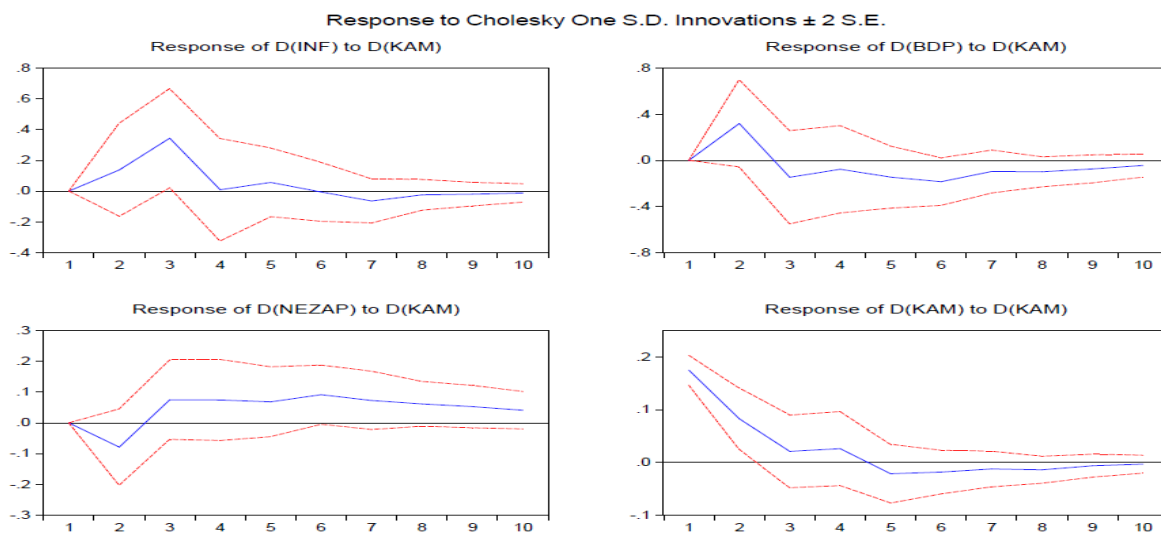 Response to Cholesky One S.D. Innovations ± 2 S.E.
Response of D(INF) to D(KAM)
.8
.6
.4
.2
.0
-.2
-.4
1 2 3 4 5 6 7 8 9 10
Response of D(BDP) to D(KAM)
.8
.4
.0
-.4
-.8
1 2 3 4 5 6 7 8 9 10
Response of D(NEZAP) to D(KAM)
.3
.2
.1
.0
-.1
-.2
-.3
1 2 3 4 5 6 7 8 9 10
Response of D(KAM) to D(KAM)
.2
.1
.0
-.1
1 2 3 4 5 6 7 8 9 10